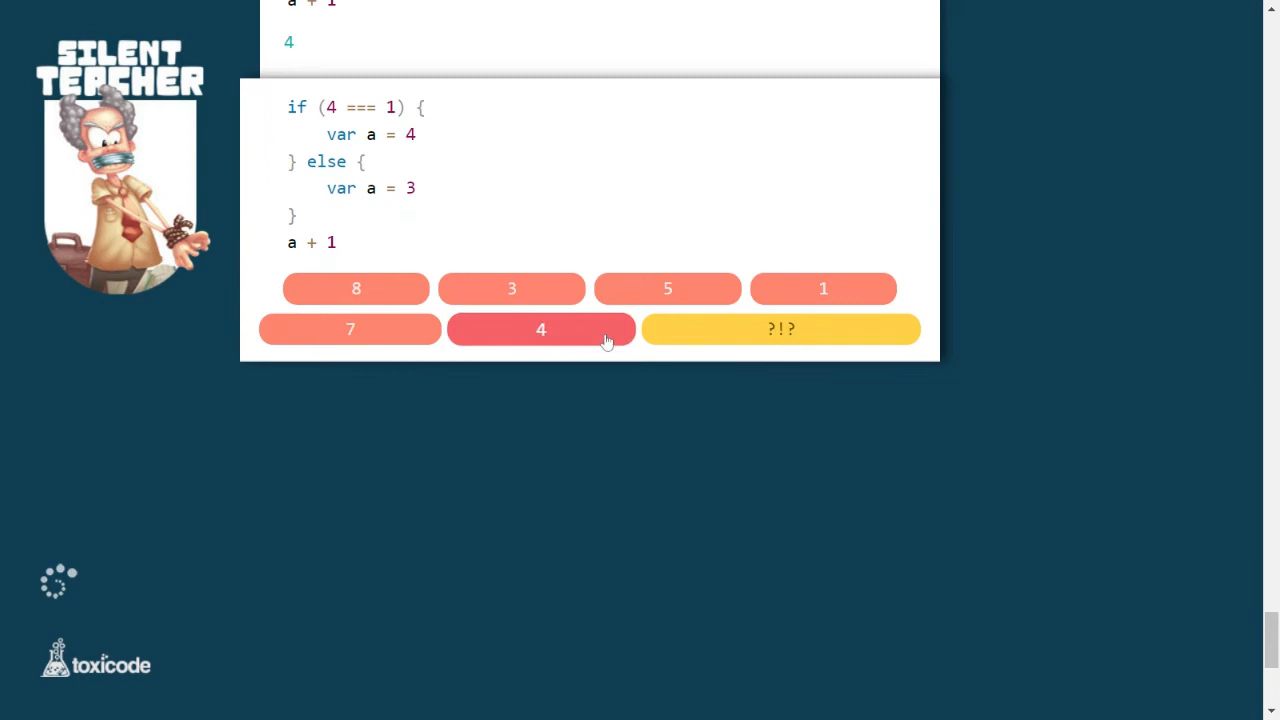 a + 1
4
SILENT
TEACHER
if (4 === 1) {
    var a = 4
} else {
    var a = 3
}
a + 1
8 3 5 1
7 4 ?!?
toxicode